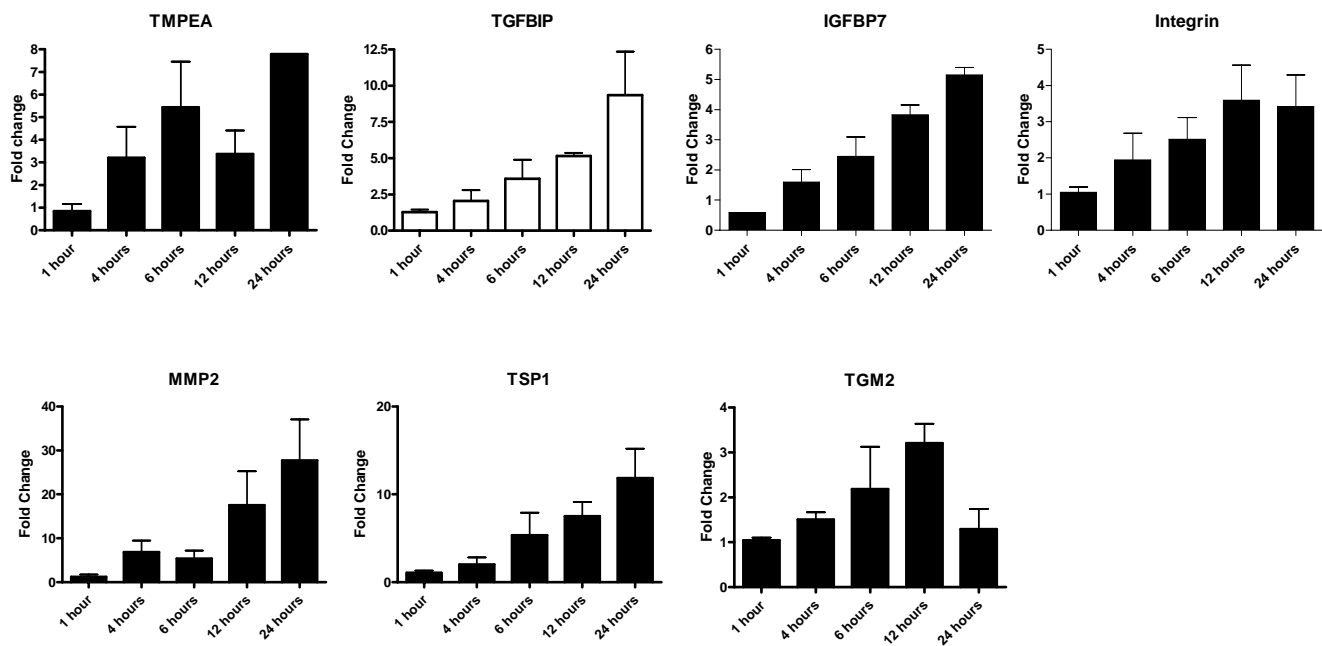 TMPEA
Fold change
8
7
6
5
4
3
2
1
0
1 hour
4 hours
6 hours
12 hours
24 hours
TGFBIP
Fold Change
12.5
10.0
7.5
5.0
2.5
0.0
1 hour
4 hours
6 hours
12 hours
24 hours
IGFBP7
Fold Change
6
5
4
3
2
1
0
1 hour
4 hours
6 hours
12 hours
24 hours
Integrin
Fold Change
5
4
3
2
1
0
1 hour
4 hours
6 hours
12 hours
24 hours
MMP2
Fold Change
40
30
20
10
0
1 hour
4 hours
6 hours
12 hours
24 hours
TSP1
Fold Change
20
10
0
1 hour
4 hours
6 hours
12 hours
24 hours
TGM2
Fold Change
4
3
2
1
0
1 hour
4 hours
6 hours
12 hours
24 hours